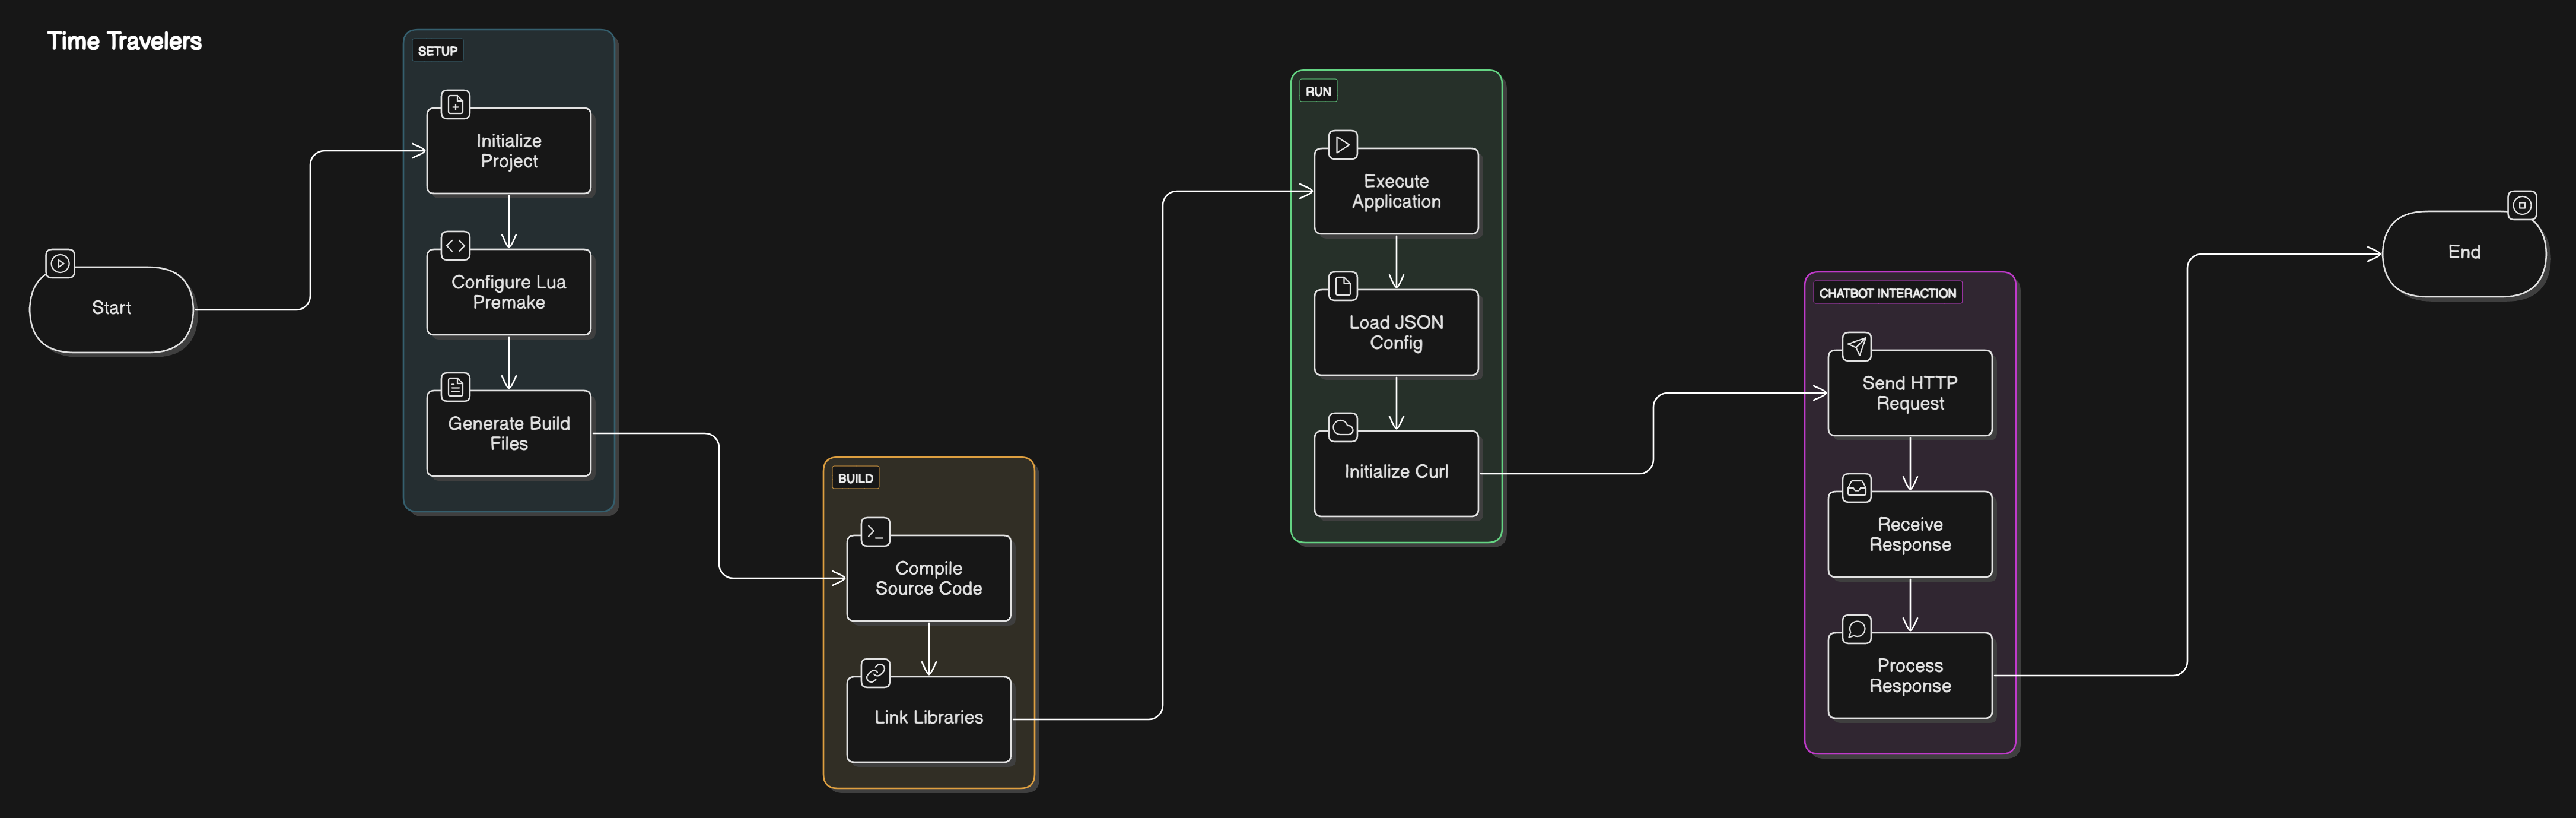 Time Travelers
Start
SETUP
Initialize
Project
Configure Lua
Premake
Generate Build
Files
BUILD
Compile
Source Code
Link Libraries
RUN
Execute
Application
Load JSON
Config
Initialize Curl
CHATBOT INTERACTION
Send HTTP
Request
Receive
Response
Process
Response
End